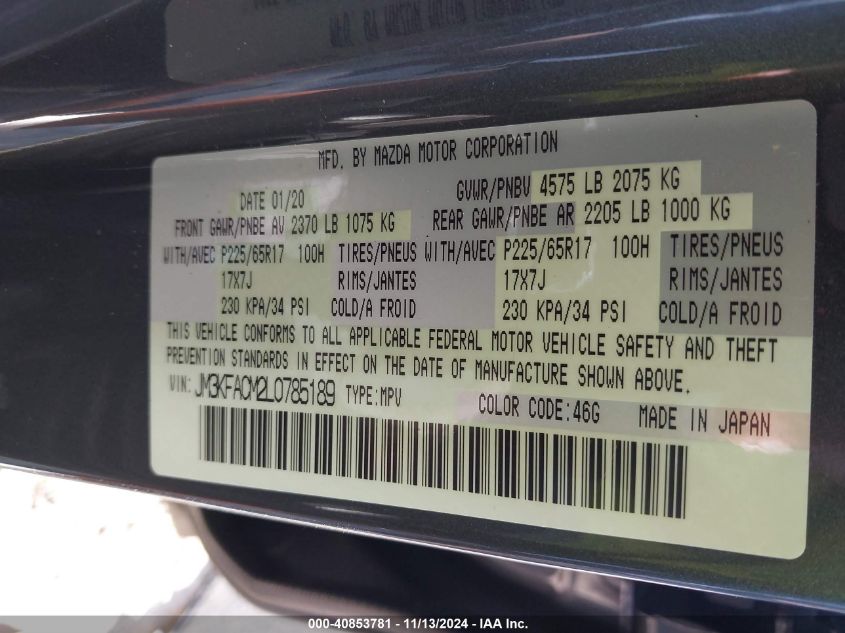 MFD. BY MAZDA MOTOR CORPORATION
DATE 01/20 GVWR/PNBV 4575 LB 2075 KG
FRONT GAWR/PNBE AV 2370 LB 1075 KG REAR GAWR/PNBE AR 2205 LB 1000 KG
WITH/AVEC P225/65R17 100H TIRES/PNEUS WITH/AVEC P225/65R17 100H TIRES/PNEUS
17X7J RIMS/JANTES 17X7J RIMS/JANTES
230 KPA/34 PSI COLD/A FROID 230 KPA/34 PSI COLD/A FROID
THIS VEHICLE CONFORMS TO ALL APPLICABLE FEDERAL MOTOR VEHICLE SAFETY AND THEFT
PREVENTION STANDARDS IN EFFECT ON THE DATE OF MANUFACTURE SHOWN ABOVE.
VIN: JM3KFACM2L0785189 TYPE:MPV COLOR CODE:46G MADE IN JAPAN
000-40853781 - 11/13/2024 - IAA Inc.